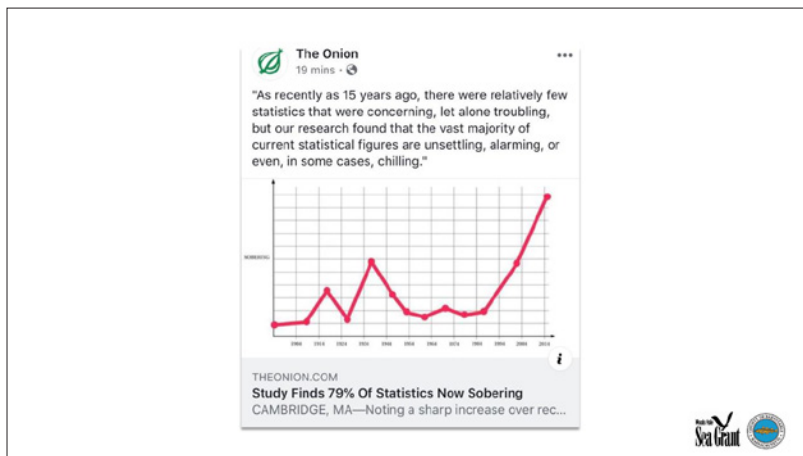 The Onion
19 mins ·
"As recently as 15 years ago, there were relatively few
statistics that were concerning, let alone troubling,
but our research found that the vast majority of
current statistical figures are unsettling, alarming, or
even, in some cases, chilling."
SOBERING
THEONION.COM
Study Finds 79% Of Statistics Now Sobering
CAMBRIDGE, MA—Noting a sharp increase over rec...
Woods Hole
Sea Grant